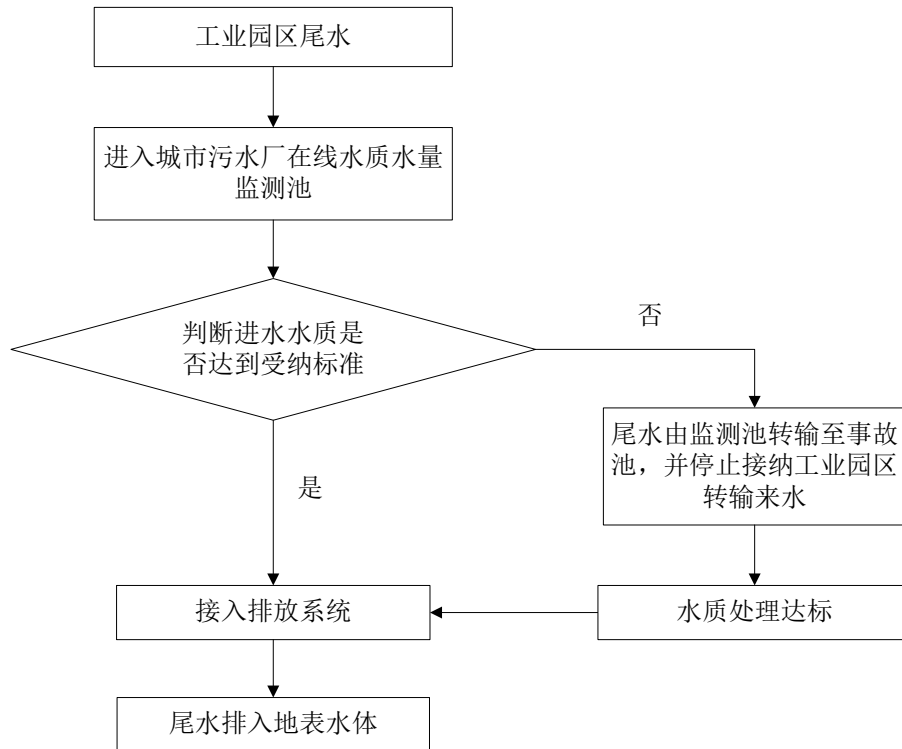 工业园区尾水
进入城市污水厂在线水质水量
监测池
判断进水水质是
否达到受纳标准
否
尾水由监测池转输至事故
池，并停止接纳工业园区
转输来水
是
接入排放系统
水质处理达标
尾水排入地表水体